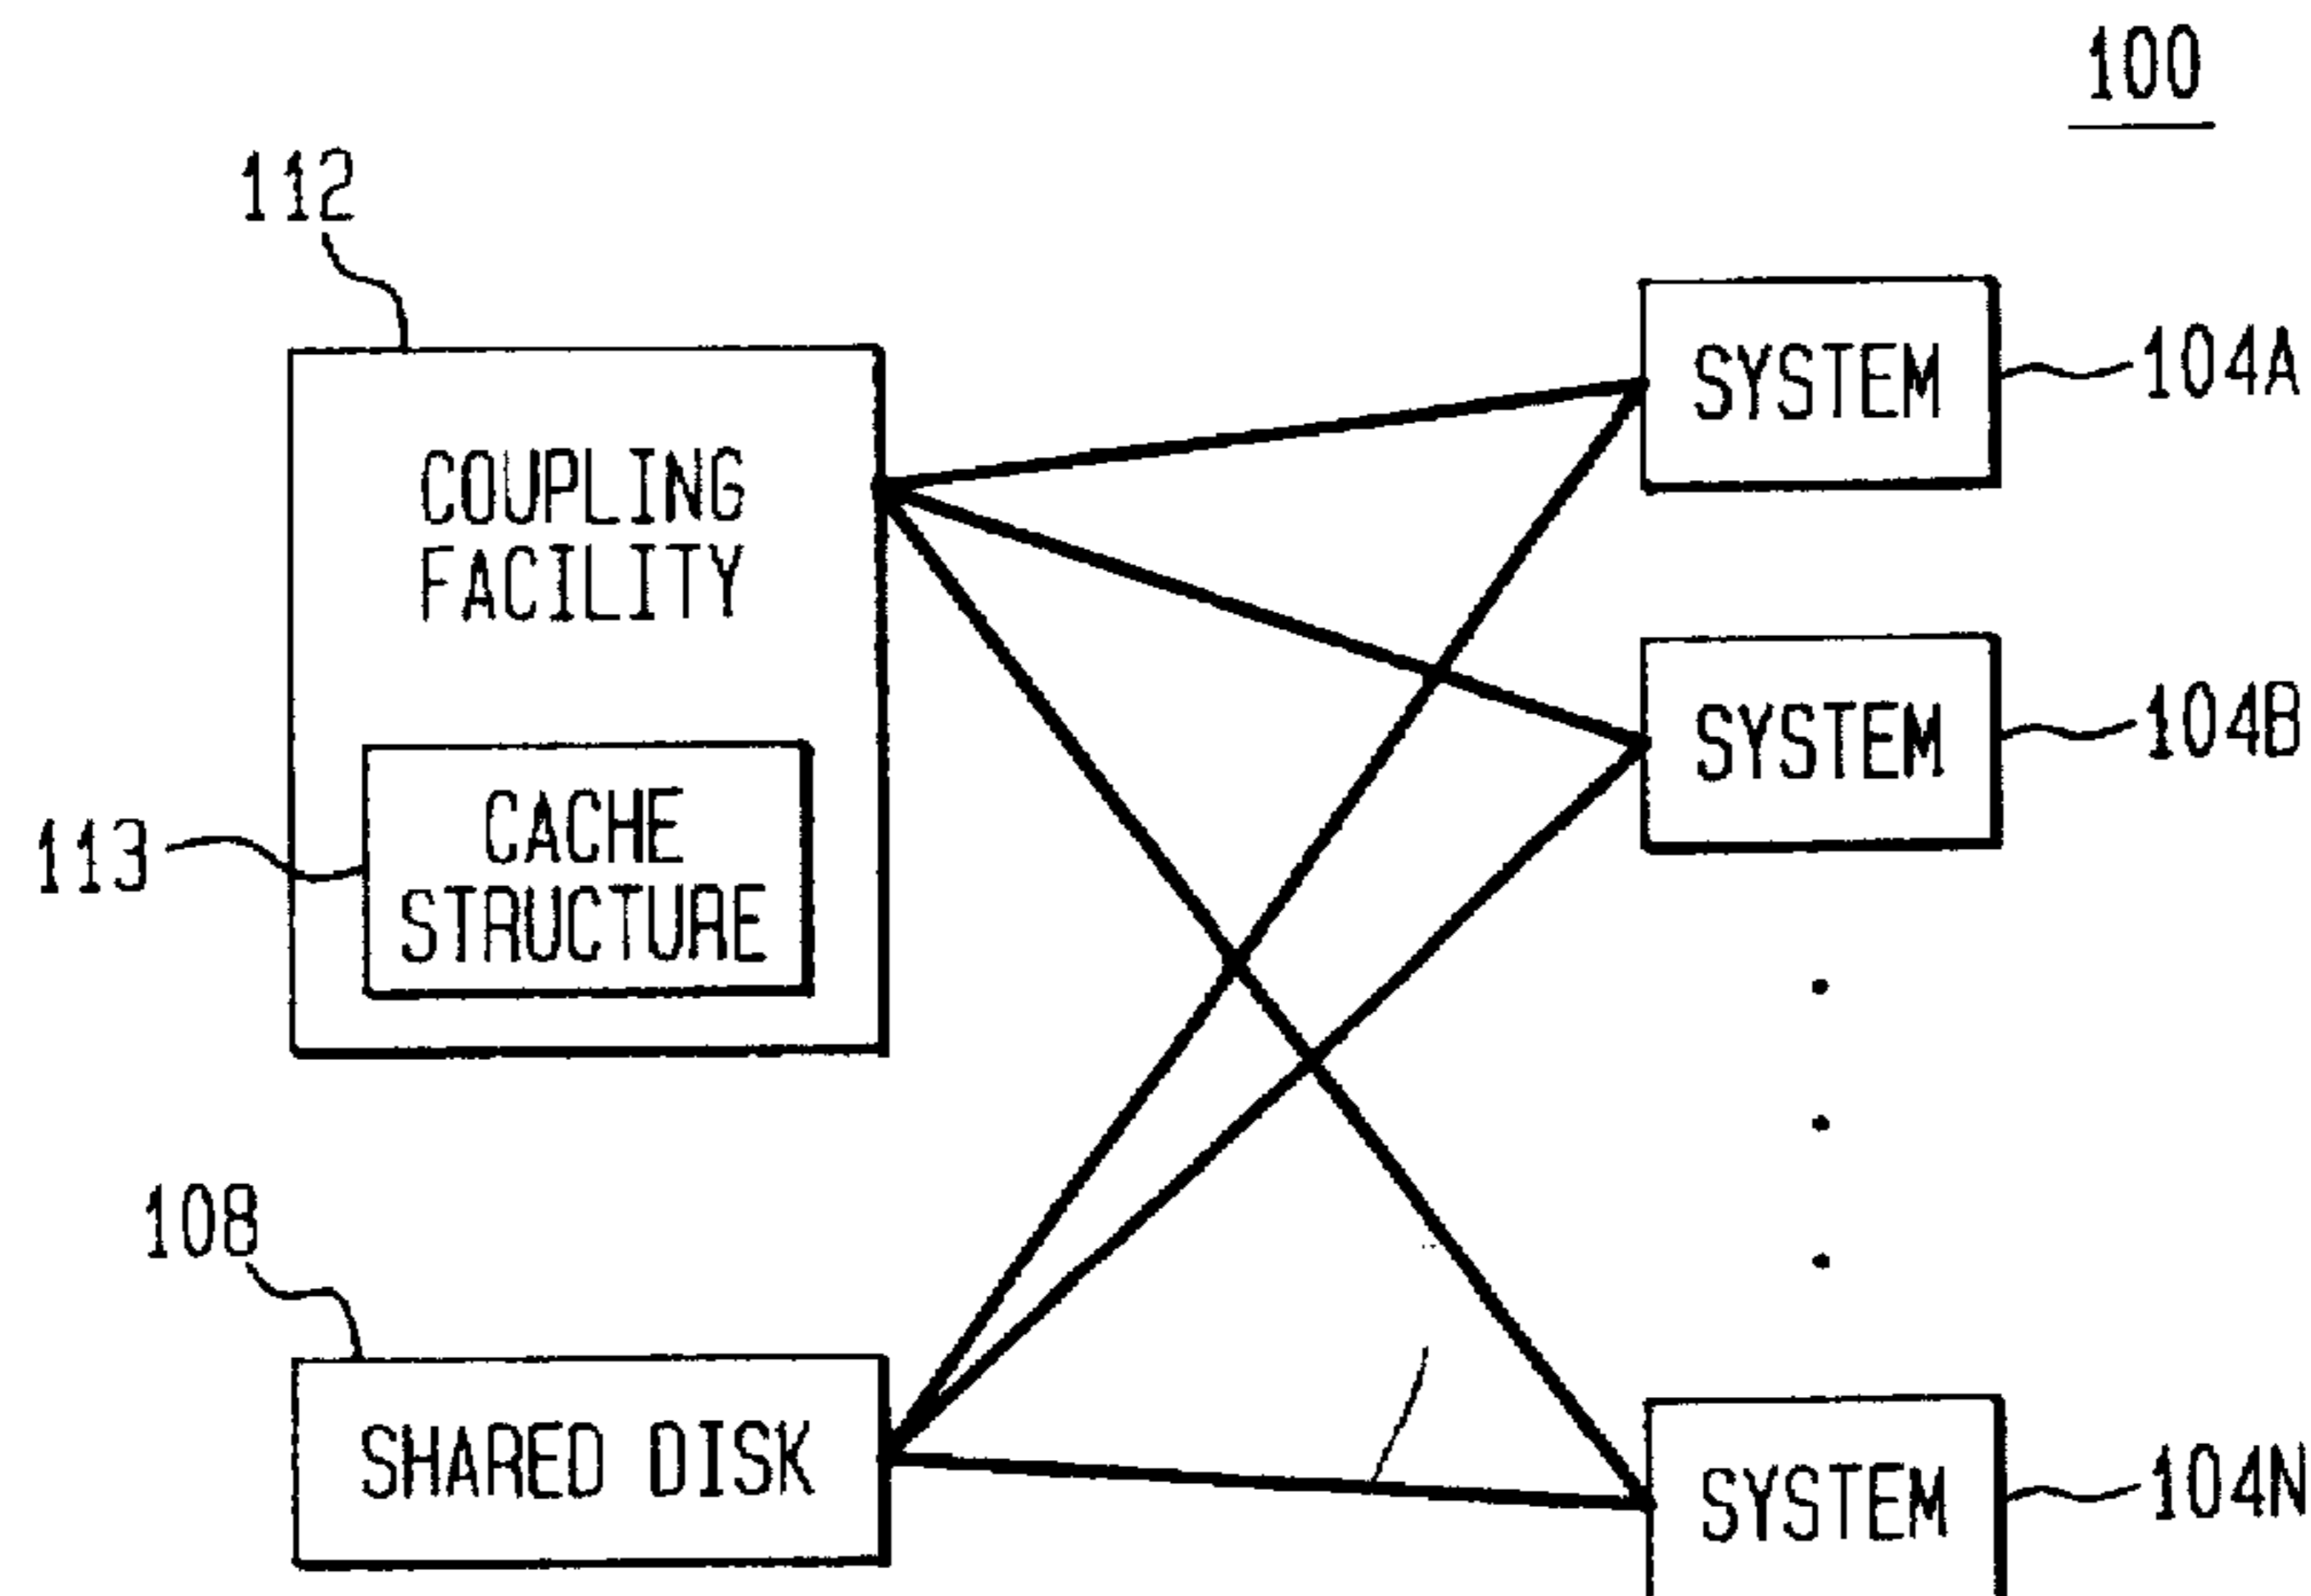 100
112
COUPLING
FACILITY
SYSTEM
104A
SYSTEM
104B
113
CACHE
STRUCTURE
108
SHARED DISK
SYSTEM
104N